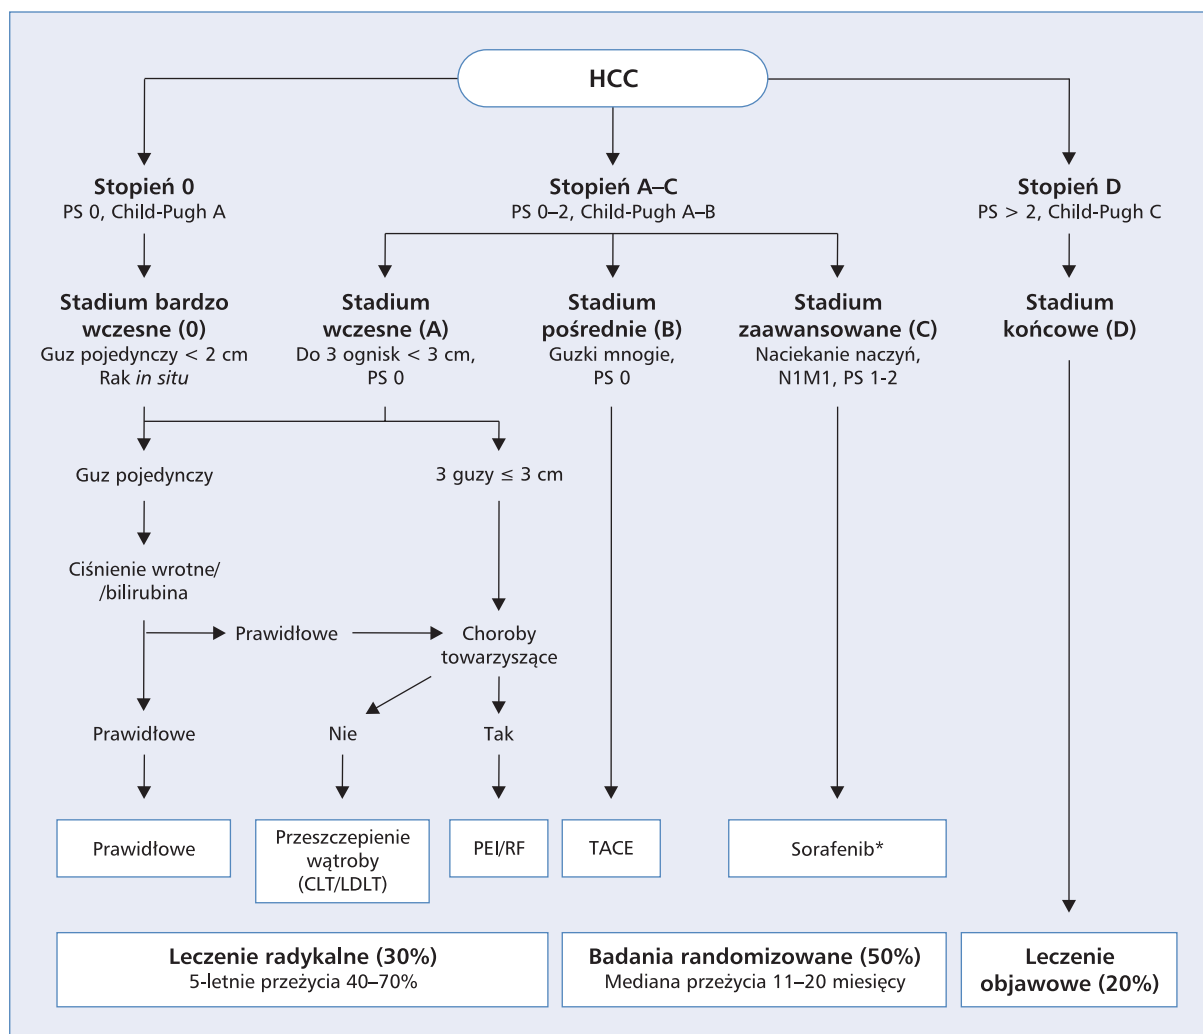 HCC
Stopień 0
PS 0, Child-Pugh A
Stopień A–C
PS 0–2, Child-Pugh A–B
Stopień D
PS > 2, Child-Pugh C
Stadium bardzo
wczesne (0)
Guz pojedynczy < 2 cm
Rak in situ
Stadium
wczesne (A)
Do 3 ognisk < 3 cm,
PS 0
Stadium
pośrednie (B)
Guzki mnogie,
PS 0
Stadium
zaawansowane (C)
Naciekanie naczyń,
N1M1, PS 1-2
Stadium
końcowe (D)
Guz pojedynczy
3 guzy ≤ 3 cm
Ciśnienie wrotne/
/bilirubina
Prawidłowe
Choroby
towarzyszące
Prawidłowe
Nie
Tak
Prawidłowe
Przeszczepienie
wątroby
(CLT/LDLT)
PEI/RF
TACE
Sorafenib*
Leczenie radykalne (30%)
5-letnie przeżycia 40–70%
Badania randomizowane (50%)
Mediana przeżycia 11–20 miesięcy
Leczenie
objawowe (20%)